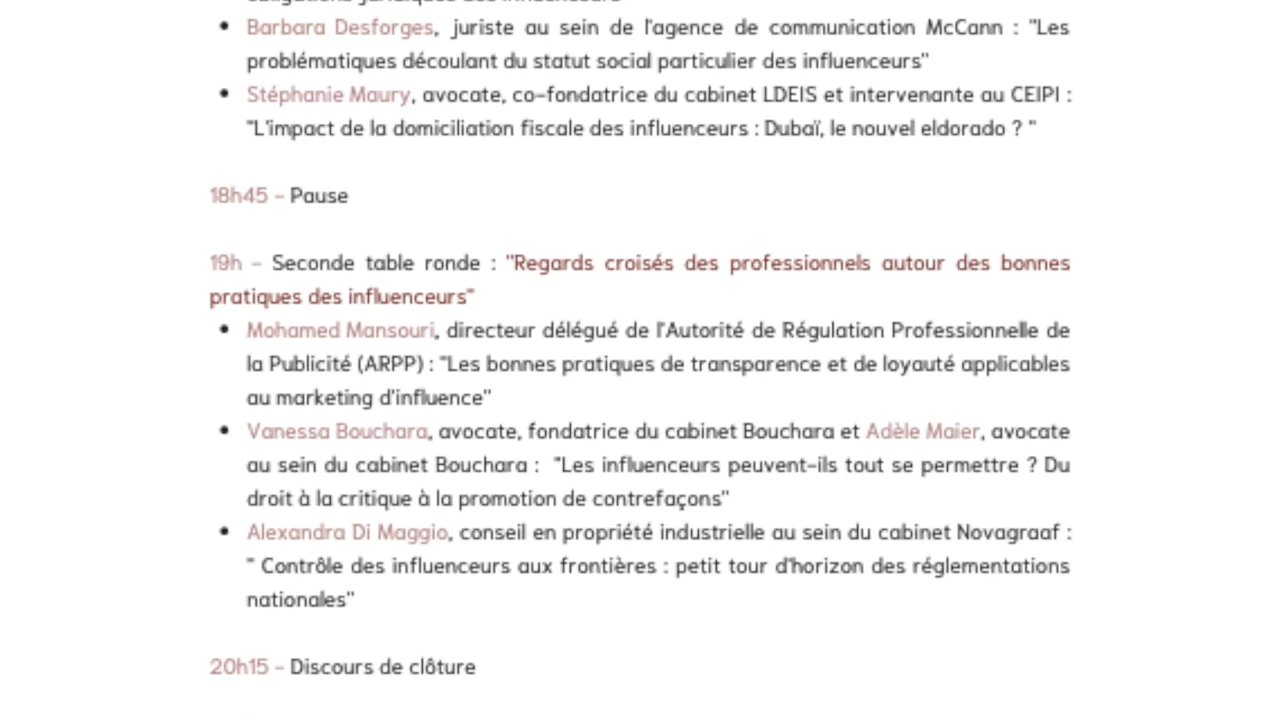 obligations juridiques des influenceurs"
• Barbara Desforges, juriste au sein de l'agence de communication McCann : "Les
problématiques découlant du statut social particulier des influenceurs"
• Stéphanie Maury, avocate, co-fondatrice du cabinet LDEIS et intervenante au CEIPI :
"L'impact de la domiciliation fiscale des influenceurs : Dubaï, le nouvel eldorado ? "
18h45 - Pause
19h - Seconde table ronde : "Regards croisés des professionnels autour des bonnes
pratiques des influenceurs"
• Mohamed Mansouri, directeur délégué de l'Autorité de Régulation Professionnelle de
la Publicité (ARPP) : "Les bonnes pratiques de transparence et de loyauté applicables
au marketing d'influence"
• Vanessa Bouchara, avocate, fondatrice du cabinet Bouchara et Adèle Maier, avocate
au sein du cabinet Bouchara :  "Les influenceurs peuvent-ils tout se permettre ? Du
droit à la critique à la promotion de contrefaçons"
• Alexandra Di Maggio, conseil en propriété industrielle au sein du cabinet Novagraaf :
" Contrôle des influenceurs aux frontières : petit tour d'horizon des réglementations
nationales"
20h15 - Discours de clôture